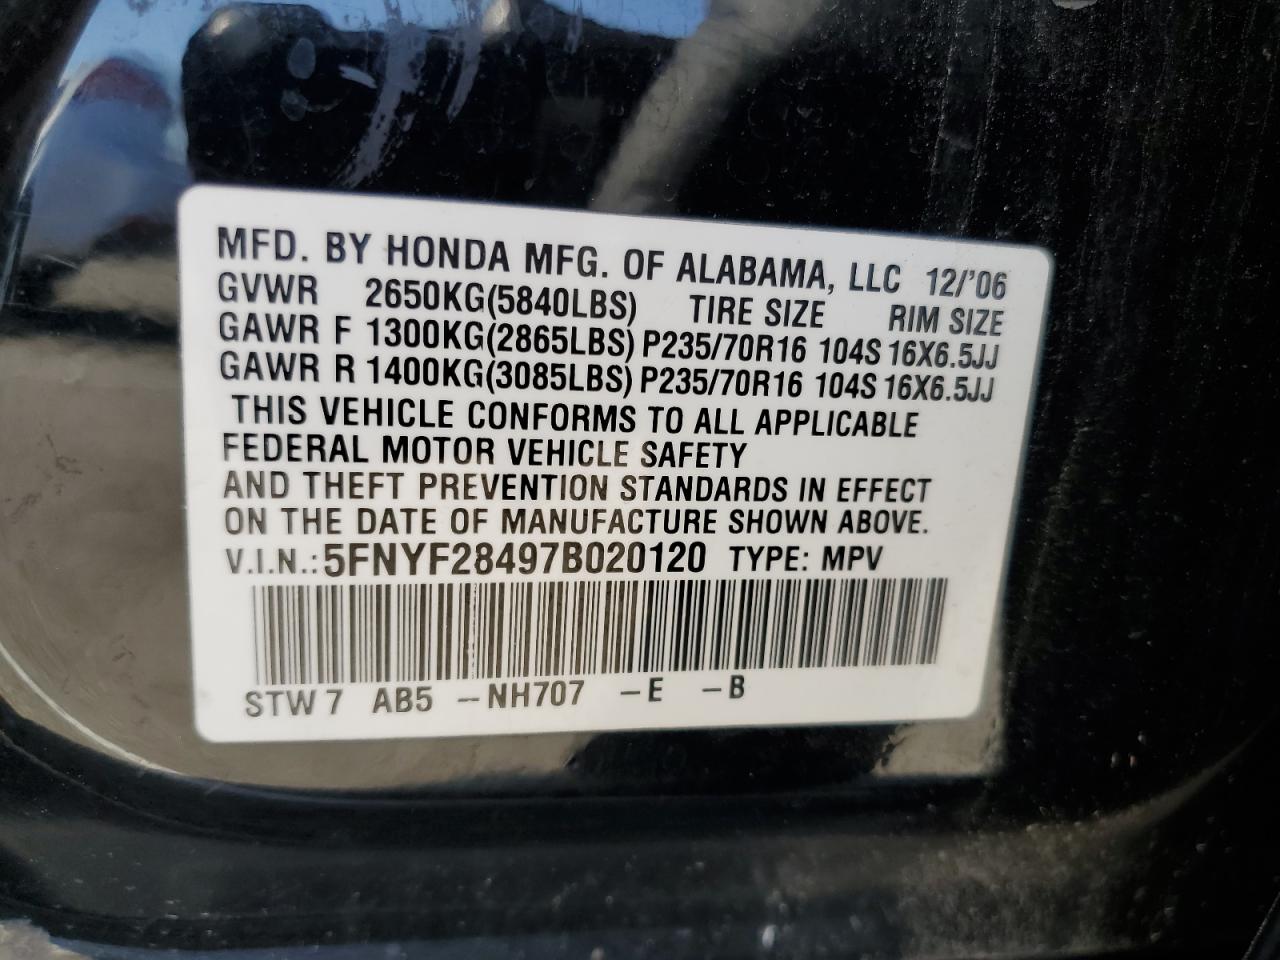 MFD. BY HONDA MFG. OF ALABAMA, LLC 12/'06
GVWR 2650KG(5840LBS) TIRE SIZE RIM SIZE
GAWR F 1300KG(2865LBS) P235/70R16 104S 16X6.5JJ
GAWR R 1400KG(3085LBS) P235/70R16 104S 16X6.5JJ
THIS VEHICLE CONFORMS TO ALL APPLICABLE
FEDERAL MOTOR VEHICLE SAFETY
AND THEFT PREVENTION STANDARDS IN EFFECT
ON THE DATE OF MANUFACTURE SHOWN ABOVE.
V.I.N.: 5FNYF28497B020120 TYPE: MPV
STW7 AB5 -NH707 -E -B